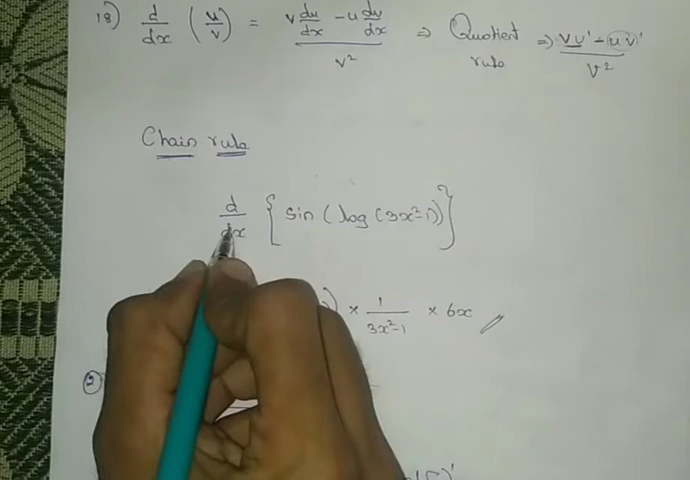 18) d/dx (u/v) = (v du/dx - u dv/dx)/v² ⇒ Quotient rule ⇒ (vu' - uv')/v²
Chain rule
d/dx {sin (log (3x²-1))}
) × 1/(3x²-1) × 6x
2